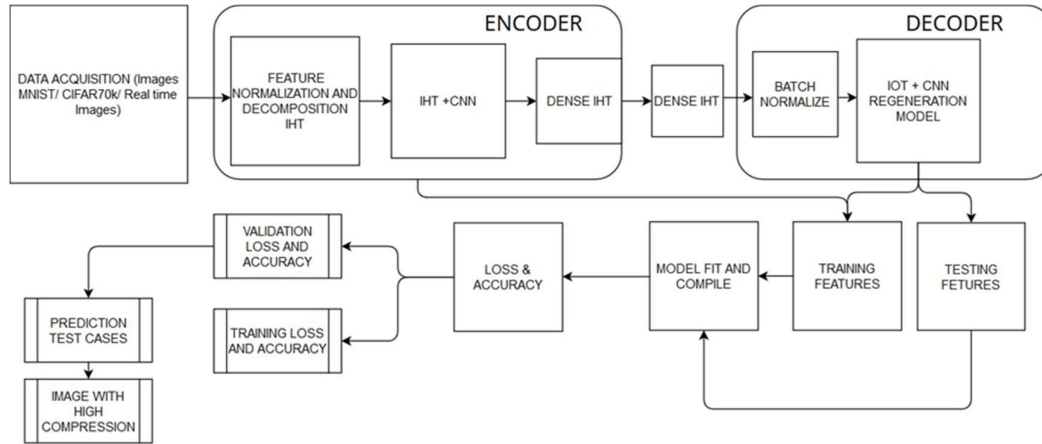 ENCODER
DECODER
DATA ACQUISITION (Images
MNIST/ CIFAR70k/ Real time
Images)
FEATURE
NORMALIZATION AND
DECOMPOSITION
IHT
IHT +CNN
DENSE IHT
DENSE IHT
BATCH
NORMALIZE
IOT + CNN
REGENERATION
MODEL
VALIDATION
LOSS AND
ACCURACY
LOSS &
ACCURACY
MODEL FIT AND
COMPILE
TRAINING
FEATURES
TESTING
FETURES
PREDICTION
TEST CASES
TRAINING LOSS
AND ACCURACY
IMAGE WITH
HIGH
COMPRESSION